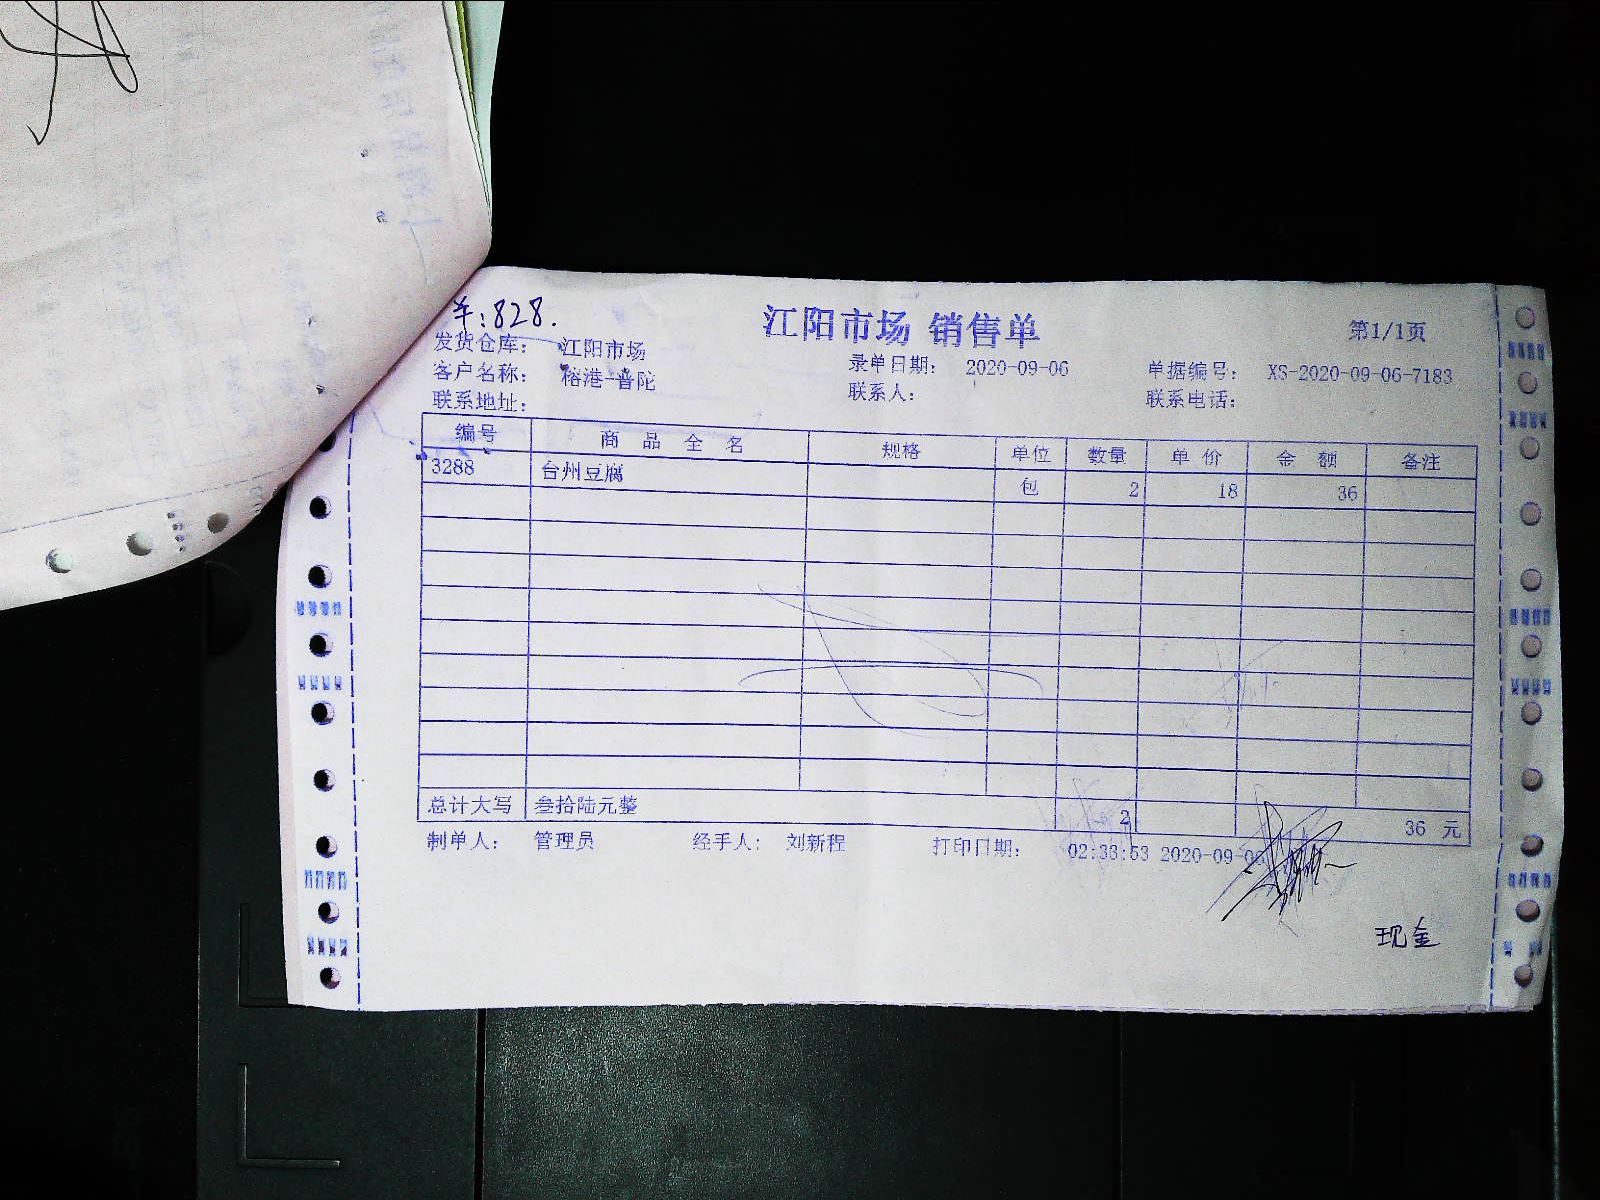 车:828.
江阳市场 销售单
第1/1页
发货仓库: 江阳市场
录单日期: 2020-09-06
单据编号: XS-2020-09-06-7183
客户名称: 榕港-普陀
联系人:
联系电话:
联系地址:
编号 商品全名 规格 单位 数量 单价 金额 备注
3288 台州豆腐 包 2 18 36
总计大写 叁拾陆元整 2 36 元
制单人: 管理员 经手人: 刘新程 打印日期: 02:33:53 2020-09-06
现金